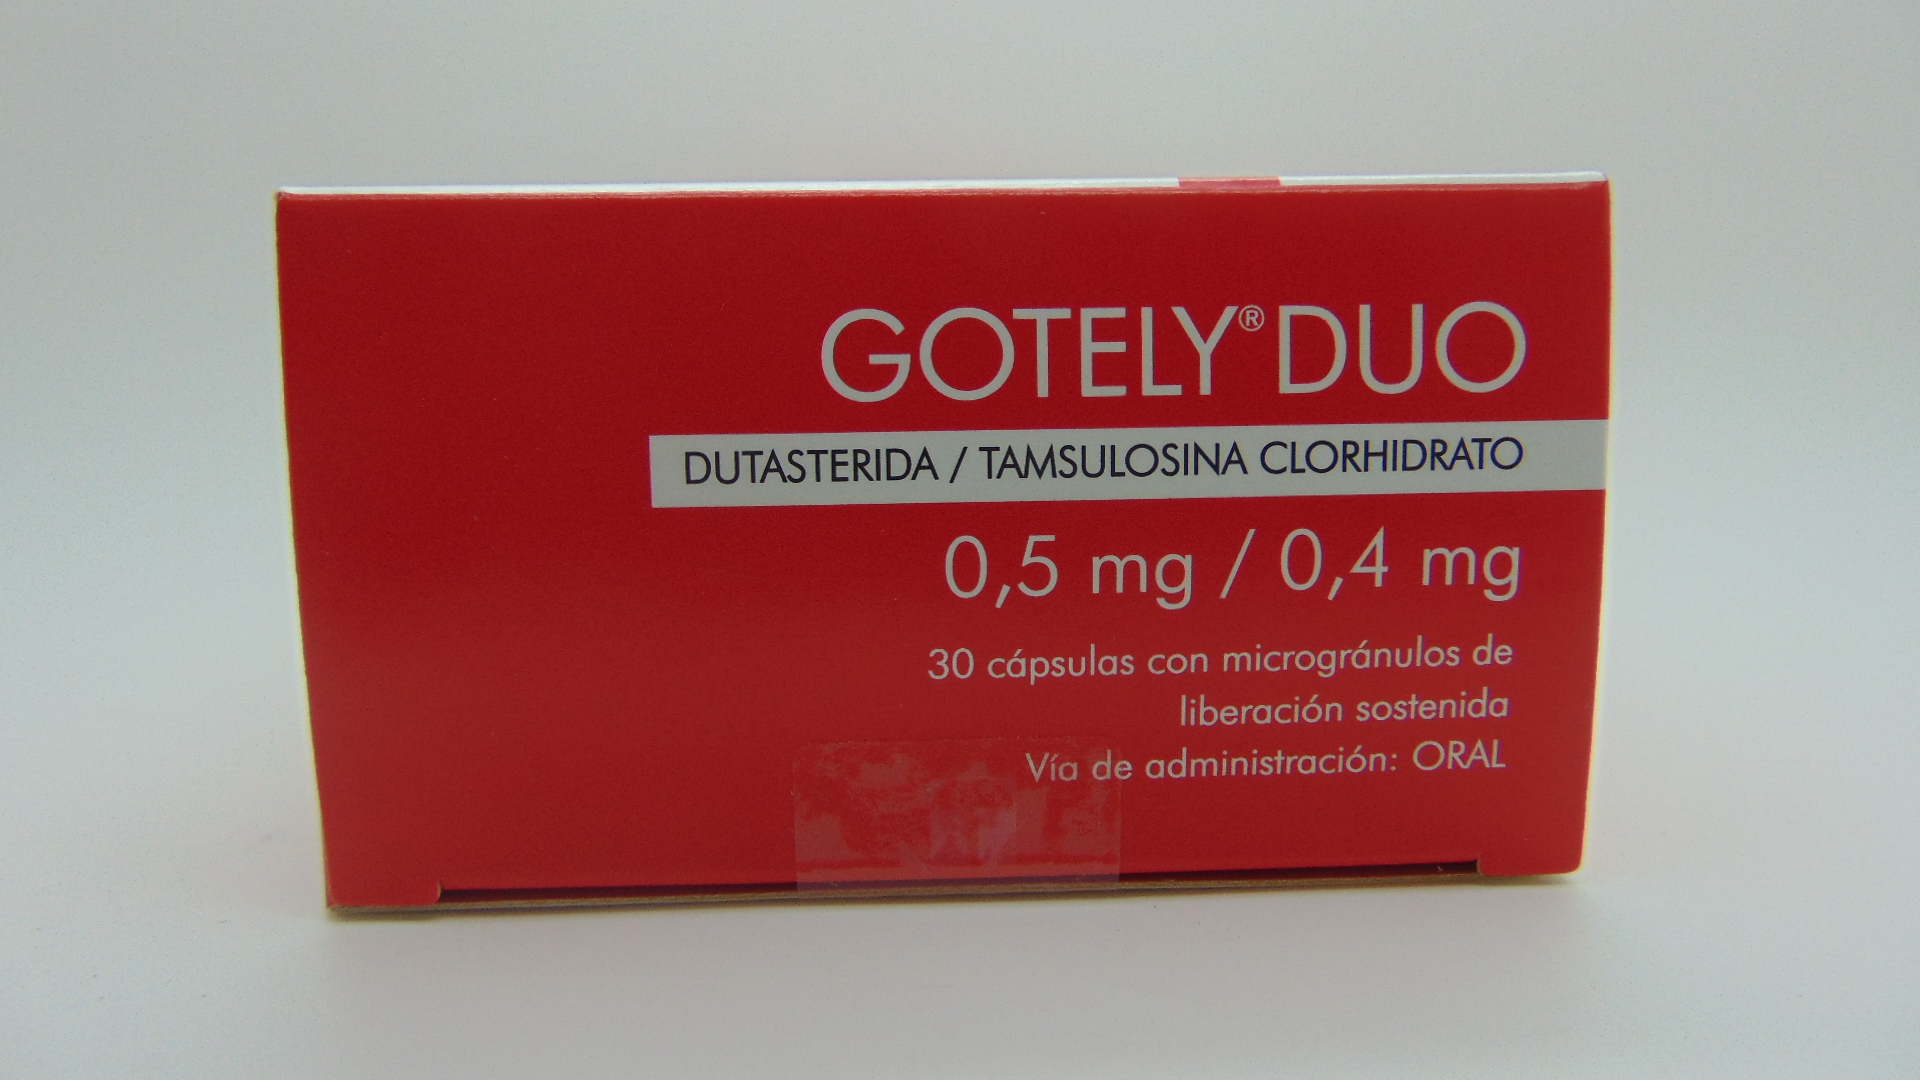 GOTELY® DUO
DUTASTERIDA / TAMSULOSINA CLORHIDRATO
0,5 mg / 0,4 mg
30 cápsulas con microgránulos de
liberación sostenida
Vía de administración: ORAL